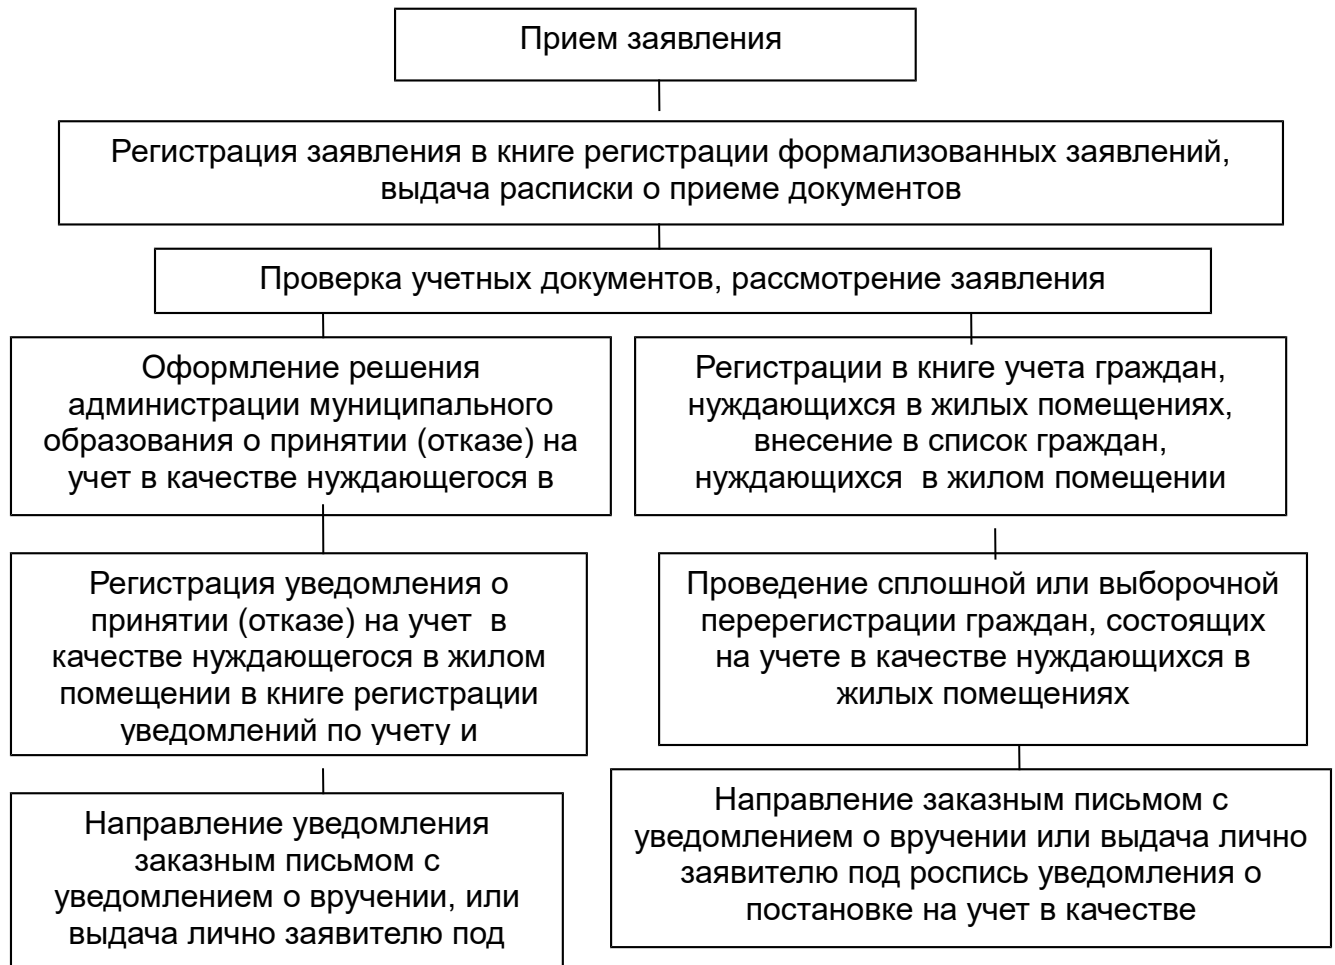 Прием заявления
Регистрация заявления в книге регистрации формализованных заявлений,
выдача расписки о приеме документов
Проверка учетных документов, рассмотрение заявления
Оформление решения
администрации муниципального
образования о принятии (отказе) на
учет в качестве нуждающегося в
Регистрации в книге учета граждан,
нуждающихся в жилых помещениях,
внесение в список граждан,
нуждающихся в жилом помещении
Регистрация уведомления о
принятии (отказе) на учет в
качестве нуждающегося в жилом
помещении в книге регистрации
уведомлений по учету и
Проведение сплошной или выборочной
перерегистрации граждан, состоящих
на учете в качестве нуждающихся в
жилых помещениях
Направление уведомления
заказным письмом с
уведомлением о вручении, или
выдача лично заявителю под
Направление заказным письмом с
уведомлением о вручении или выдача лично
заявителю под роспись уведомления о
постановке на учет в качестве